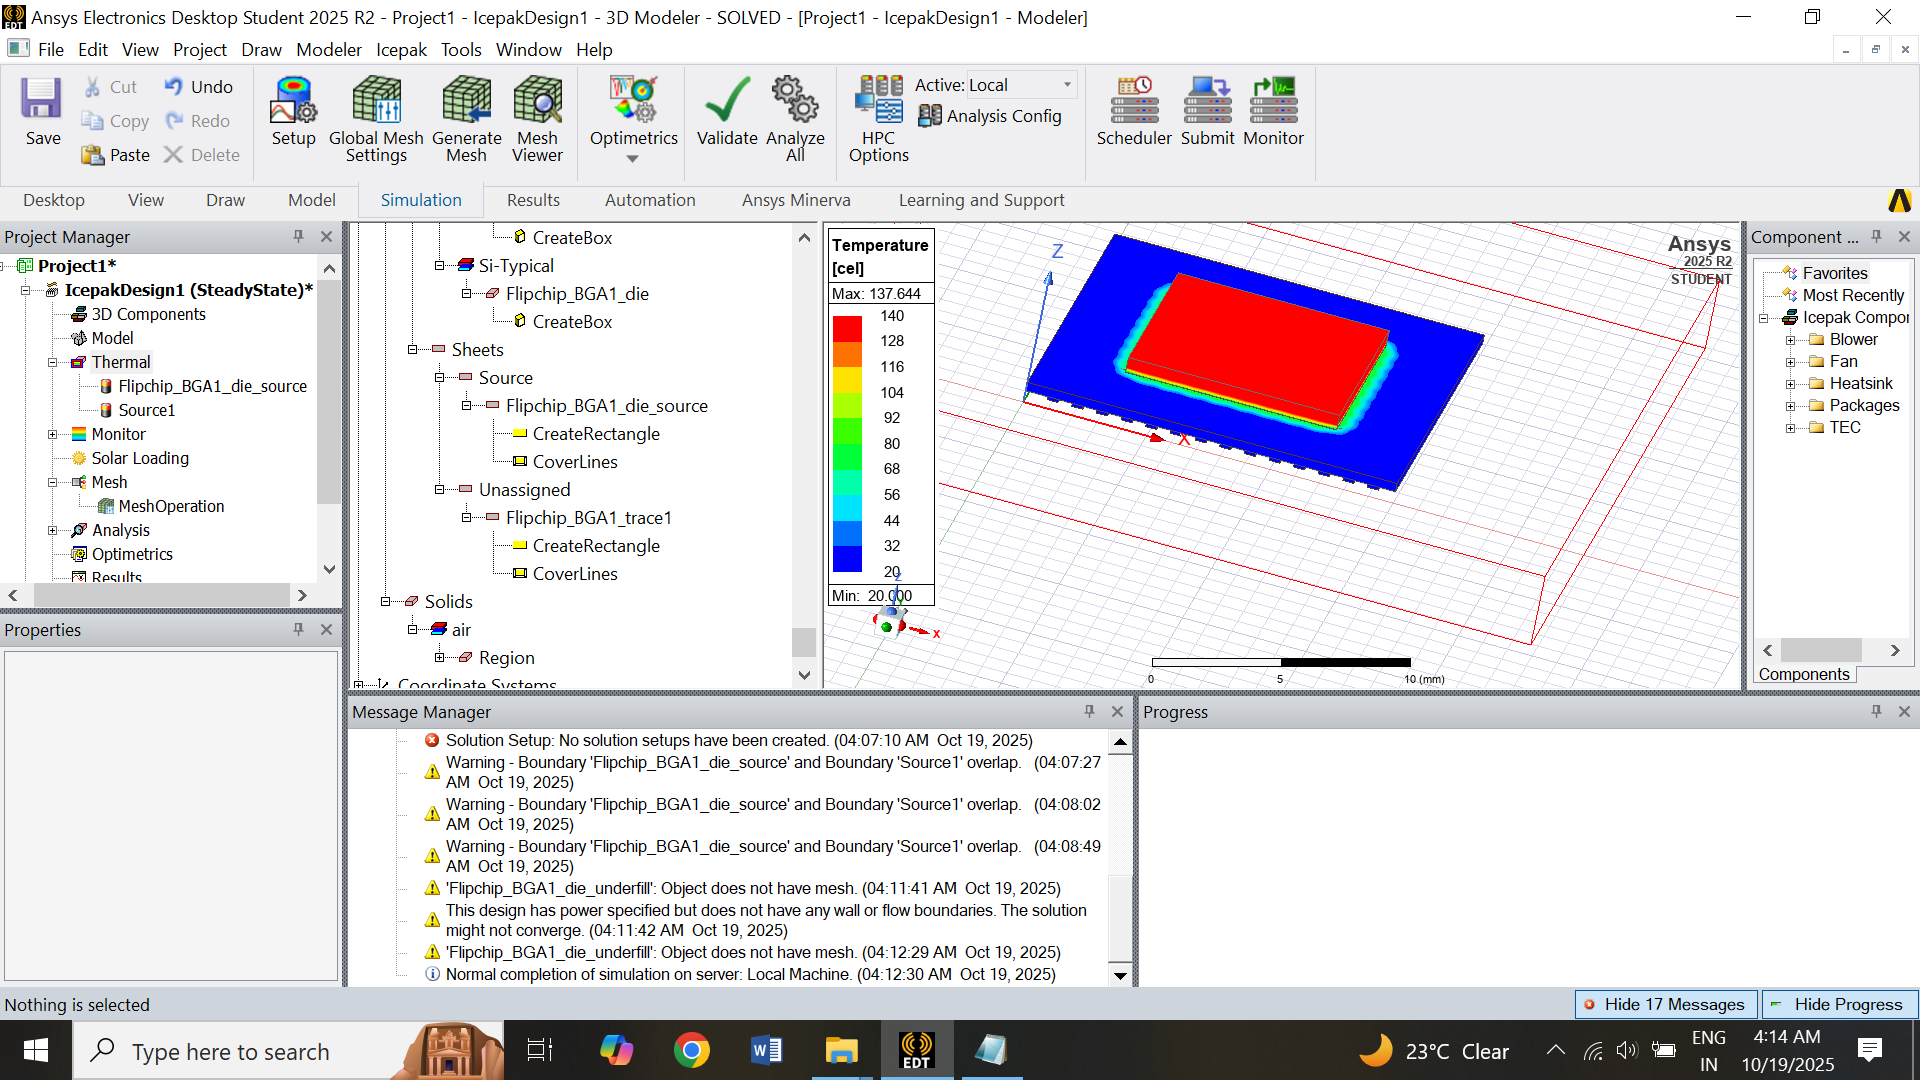 Ansys Electronics Desktop Student 2025 R2 - Project1 - IcepakDesign1 - 3D Modeler - SOLVED - [Project1 - IcepakDesign1 - Modeler]
EDT
File Edit View Project Draw Modeler Icepak Tools Window Help
Save
Cut
Copy
Paste
Undo
Redo
Delete
Setup
Global Mesh
Settings
Generate
Mesh
Mesh
Viewer
Optimetrics
Validate
Analyze
All
HPC
Options
Active: Local
Analysis Config
Scheduler
Submit
Monitor
Desktop View Draw Model Simulation Results Automation Ansys Minerva Learning and Support
Project Manager
Project1*
IcepakDesign1 (SteadyState)*
3D Components
Model
Thermal
Flipchip_BGA1_die_source
Source1
Monitor
Solar Loading
Mesh
MeshOperation
Analysis
Optimetrics
Results
Properties
CreateBox
Si-Typical
Flipchip_BGA1_die
CreateBox
Sheets
Source
Flipchip_BGA1_die_source
CreateRectangle
CoverLines
Unassigned
Flipchip_BGA1_trace1
CreateRectangle
CoverLines
Solids
air
Region
Coordinate Systems
Temperature
[cel]
Max: 137.644
140
128
116
104
92
80
68
56
44
32
20
Min: 20.000
Z
X
Z
Y
X
Ansys
2025 R2
STUDENT
0 5 10 (mm)
Component ...
Favorites
Most Recently
Icepak Compor
Blower
Fan
Heatsink
Packages
TEC
Components
Message Manager
Solution Setup: No solution setups have been created. (04:07:10 AM Oct 19, 2025)
Warning - Boundary 'Flipchip_BGA1_die_source' and Boundary 'Source1' overlap. (04:07:27
AM Oct 19, 2025)
Warning - Boundary 'Flipchip_BGA1_die_source' and Boundary 'Source1' overlap. (04:08:02
AM Oct 19, 2025)
Warning - Boundary 'Flipchip_BGA1_die_source' and Boundary 'Source1' overlap. (04:08:49
AM Oct 19, 2025)
'Flipchip_BGA1_die_underfill': Object does not have mesh. (04:11:41 AM Oct 19, 2025)
This design has power specified but does not have any wall or flow boundaries. The solution
might not converge. (04:11:42 AM Oct 19, 2025)
'Flipchip_BGA1_die_underfill': Object does not have mesh. (04:12:29 AM Oct 19, 2025)
Normal completion of simulation on server: Local Machine. (04:12:30 AM Oct 19, 2025)
Progress
Nothing is selected
Hide 17 Messages
Hide Progress
Type here to search
EDT
23°C Clear
ENG
IN
4:14 AM
10/19/2025